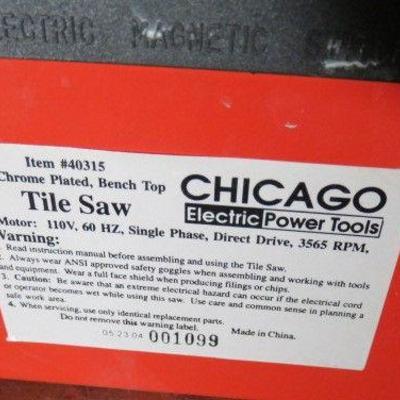 ELECTRIC MAGNETIC
Item #40315
Chrome Plated, Bench Top
Tile Saw
CHICAGO
Electric Power Tools
Motor: 110V, 60 HZ, Single Phase, Direct Drive, 3565 RPM,
Warning:
1. Read instruction manual before assembling and using the Tile Saw.
2. Always wear ANSI approved safety goggles when assembling and working with tools
and equipment. Wear a full face shield when producing filings or chips.
3. Caution: Be aware that an extreme electrical hazard can occur if the electrical cord
or operator becomes wet while using this saw. Use care and common sense in planning a
safe work area.
4. When servicing, use only identical replacement parts.
Do not remove this warning label.
Made in China.
05 23 04 001099